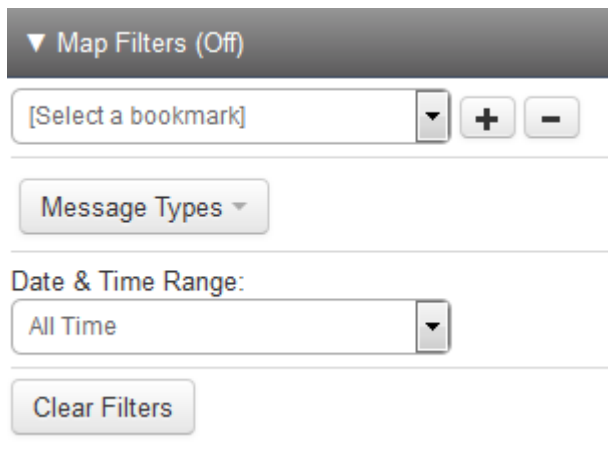 ▼ Map Filters (Off)
[Select a bookmark]
Message Types
Date & Time Range:
All Time
Clear Filters